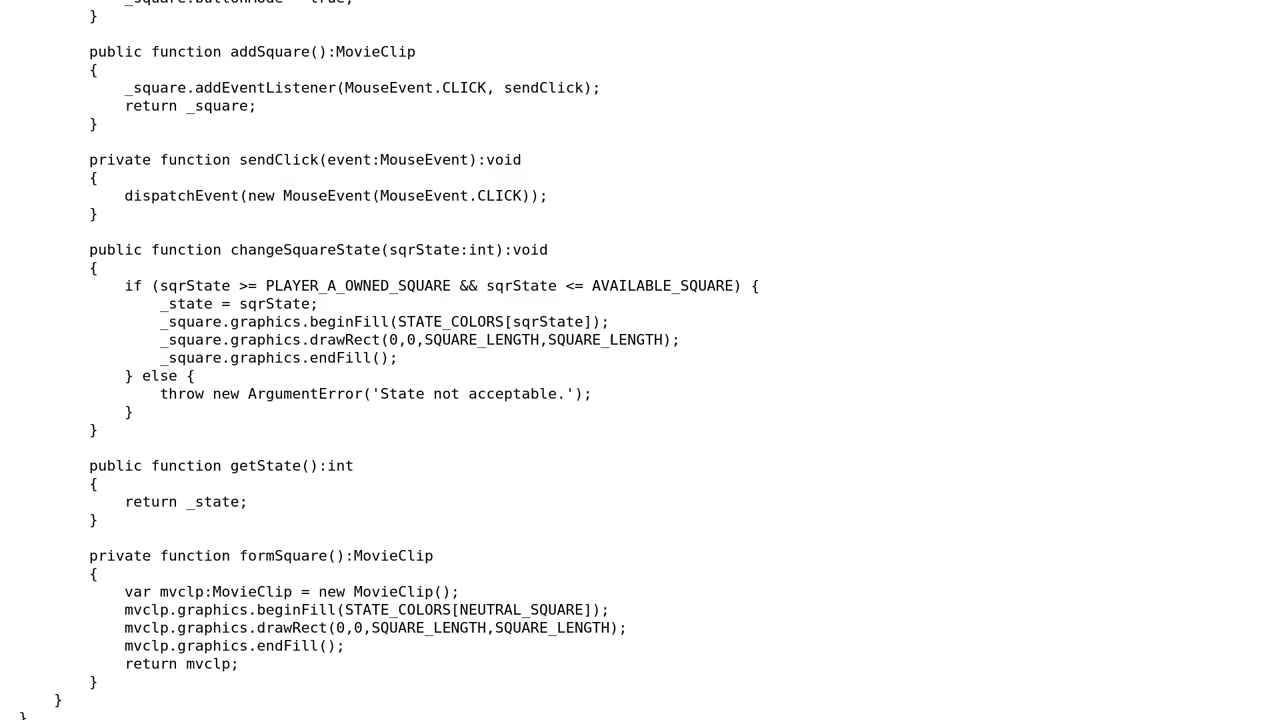 _square.buttonMode = true;
}
public function addSquare():MovieClip
{
_square.addEventListener(MouseEvent.CLICK, sendClick);
return _square;
}
private function sendClick(event:MouseEvent):void
{
dispatchEvent(new MouseEvent(MouseEvent.CLICK));
}
public function changeSquareState(sqrState:int):void
{
if (sqrState >= PLAYER_A_OWNED_SQUARE && sqrState <= AVAILABLE_SQUARE) {
_state = sqrState;
_square.graphics.beginFill(STATE_COLORS[sqrState]);
_square.graphics.drawRect(0,0,SQUARE_LENGTH,SQUARE_LENGTH);
_square.graphics.endFill();
} else {
throw new ArgumentError('State not acceptable.');
}
}
public function getState():int
{
return _state;
}
private function formSquare():MovieClip
{
var mvclp:MovieClip = new MovieClip();
mvclp.graphics.beginFill(STATE_COLORS[NEUTRAL_SQUARE]);
mvclp.graphics.drawRect(0,0,SQUARE_LENGTH,SQUARE_LENGTH);
mvclp.graphics.endFill();
return mvclp;
}
}
}